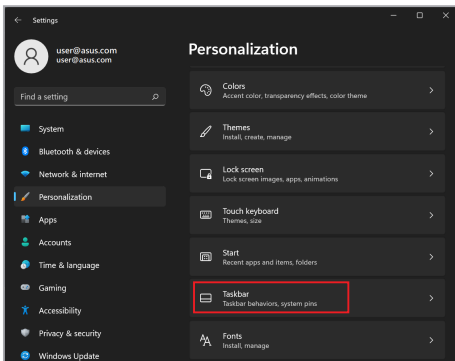 Settings
user@asus.com
user@asus.com
Find a setting
System
Bluetooth & devices
Network & internet
Personalization
Apps
Accounts
Time & language
Gaming
Accessibility
Privacy & security
Windows Update
Personalization
Colors
Accent color, transparency effects, color theme
Themes
Install, create, manage
Lock screen
Lock screen images, apps, animations
Touch keyboard
Themes, size
Start
Recent apps and items, folders
Taskbar
Taskbar behaviors, system pins
Fonts
Install, manage